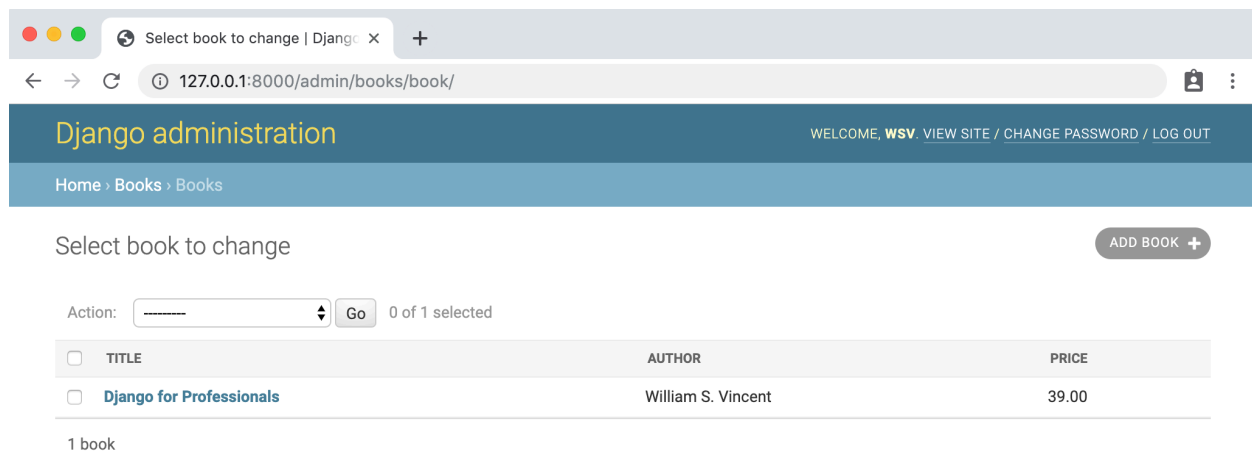 Select book to change | Djang
127.0.0.1:8000/admin/books/book/
Django administration
WELCOME, WSV. VIEW SITE / CHANGE PASSWORD / LOG OUT
Home › Books › Books
Select book to change
ADD BOOK +
Action: --------- Go 0 of 1 selected
TITLE AUTHOR PRICE
Django for Professionals William S. Vincent 39.00
1 book